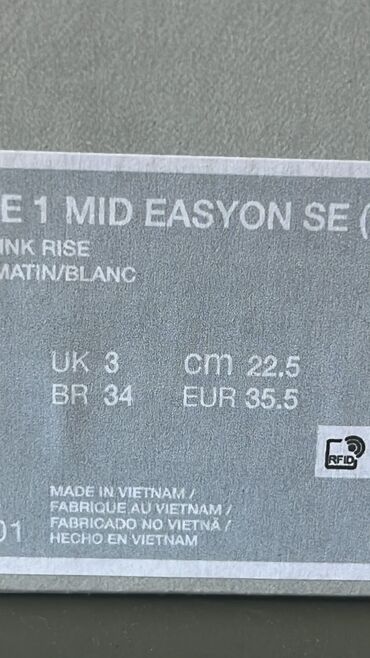 E 1 MID EASYON SE (
INK RISE
MATIN/BLANC
UK 3 cm 22.5
BR 34 EUR 35.5
RFID
MADE IN VIETNAM /
FABRIQUE AU VIETNAM /
FABRICADO NO VIETNÃ /
HECHO EN VIETNAM
01